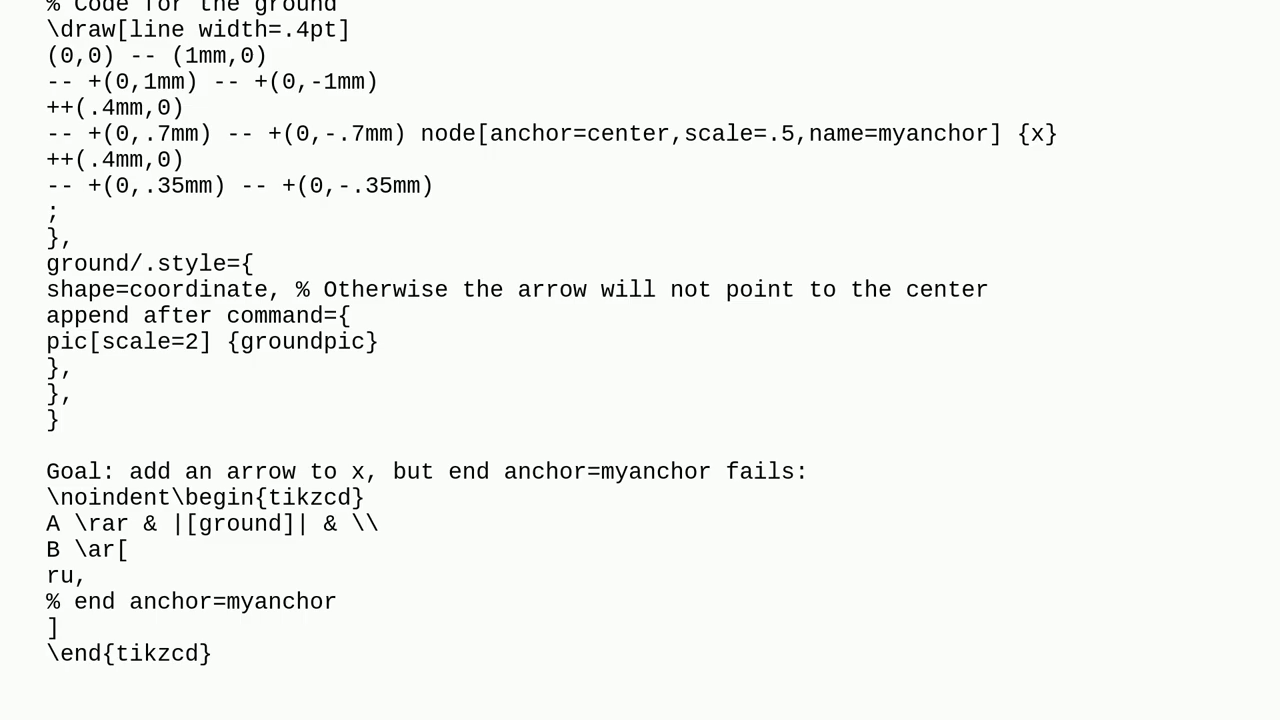 % Code for the ground
\draw[line width=.4pt]
(0,0) -- (1mm,0)
-- +(0,1mm) -- +(0,-1mm)
++(.4mm,0)
-- +(0,.7mm) -- +(0,-.7mm) node[anchor=center,scale=.5,name=myanchor] {x}
++(.4mm,0)
-- +(0,.35mm) -- +(0,-.35mm)
;
},
ground/.style={
shape=coordinate, % Otherwise the arrow will not point to the center
append after command={
pic[scale=2] {groundpic}
},
},
}

Goal: add an arrow to x, but end anchor=myanchor fails:
\noindent\begin{tikzcd}
A \rar & |[ground]| & \\
B \ar[
ru,
% end anchor=myanchor
]
\end{tikzcd}